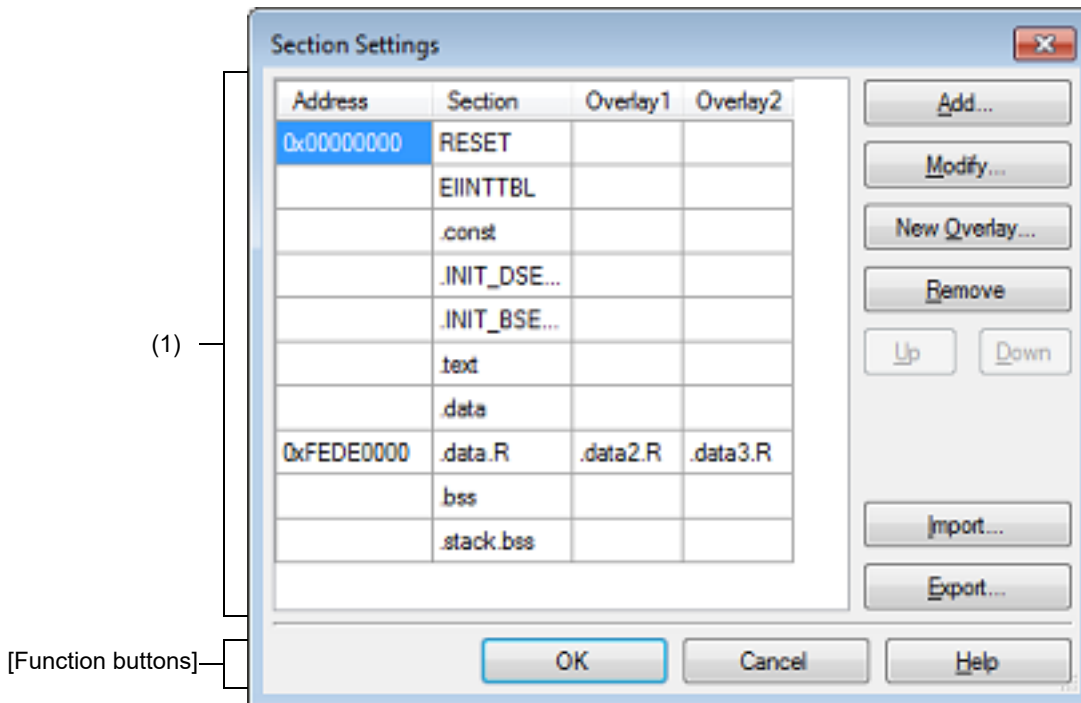 Section Settings
Address Section Overlay1 Overlay2
0x00000000 RESET
EIINTTBL
.const
.INIT_DSE...
.INIT_BSE...
.text
.data
0xFEDE0000 .data.R .data2.R .data3.R
.bss
.stack.bss
Add...
Modify...
New Overlay...
Remove
Up Down
Import...
Export...
(1)
[Function buttons]
OK Cancel Help